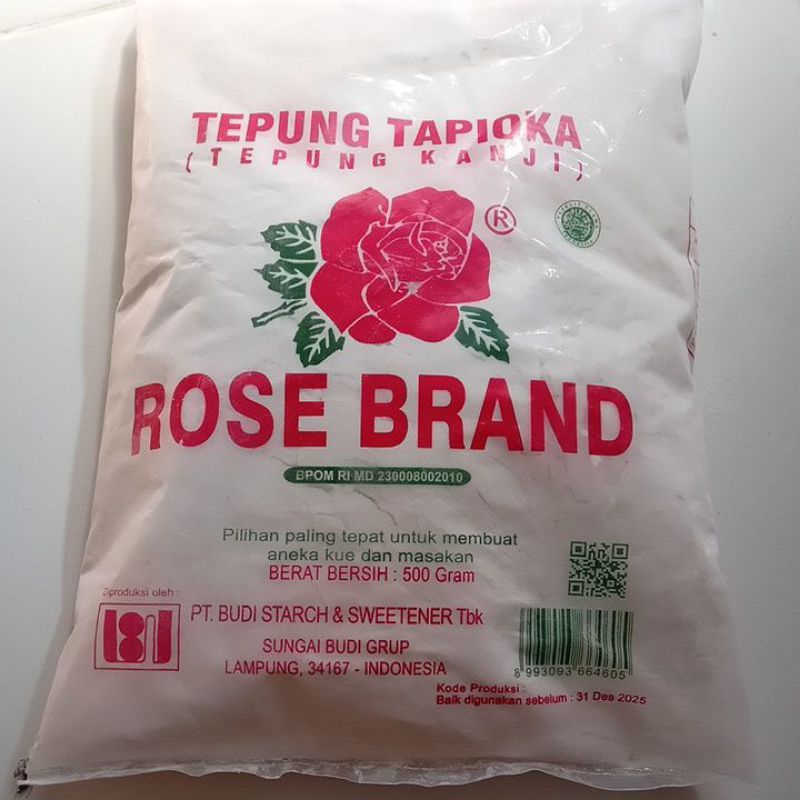 TEPUNG TAPIOKA
(TEPUNG KANJI)
®
ROSE BRAND
BPOM RI MD 230008002010
Pilihan paling tepat untuk membuat
aneka kue dan masakan
BERAT BERSIH : 500 Gram
Diproduksi oleh :
PT. BUDI STARCH & SWEETENER Tbk
SUNGAI BUDI GRUP
LAMPUNG, 34167 - INDONESIA
8 993093 664605
Kode Produksi :
Baik digunakan sebelum : 31 Des 2025